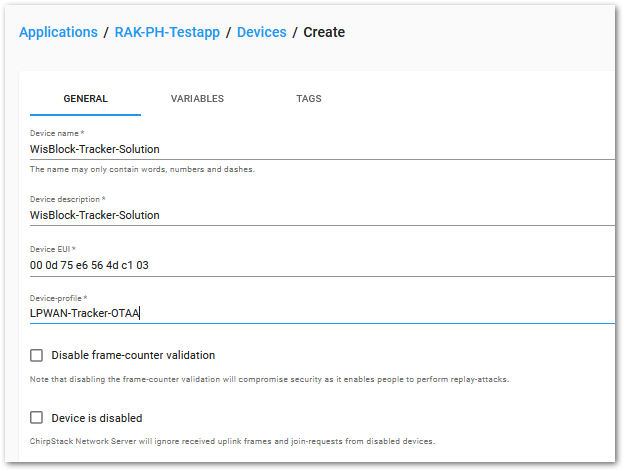 Applications / RAK-PH-Testapp / Devices / Create
GENERAL VARIABLES TAGS
Device name *
WisBlock-Tracker-Solution
The name may only contain words, numbers and dashes.
Device description *
WisBlock-Tracker-Solution
Device EUI *
00 0d 75 e6 56 4d c1 03
Device-profile *
LPWAN-Tracker-OTAA
Disable frame-counter validation
Note that disabling the frame-counter validation will compromise security as it enables people to perform replay-attacks.
Device is disabled
ChirpStack Network Server will ignore received uplink frames and join-requests from disabled devices.